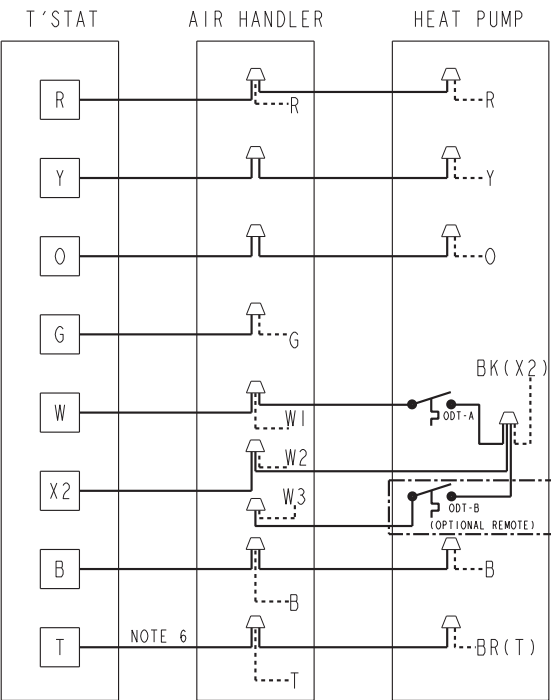 T'STAT AIR HANDLER HEAT PUMP
R R R
Y Y
O O
G G
BK(X2)
W W1 ODT-A
W2
X2 W3 ODT-B
(OPTIONAL REMOTE)
B B B
T NOTE 6 T BR(T)